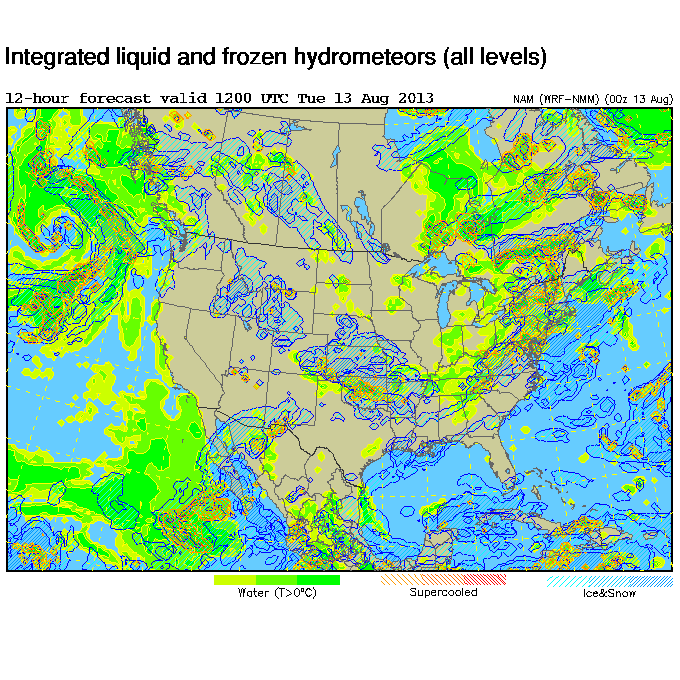 Integrated liquid and frozen hydrometeors (all levels)
12-hour forecast valid 1200 UTC Tue 13 Aug 2013 NAM (WRF-NMM) (00z 13 Aug)
Water (T>0°C) Supercooled Ice&Snow